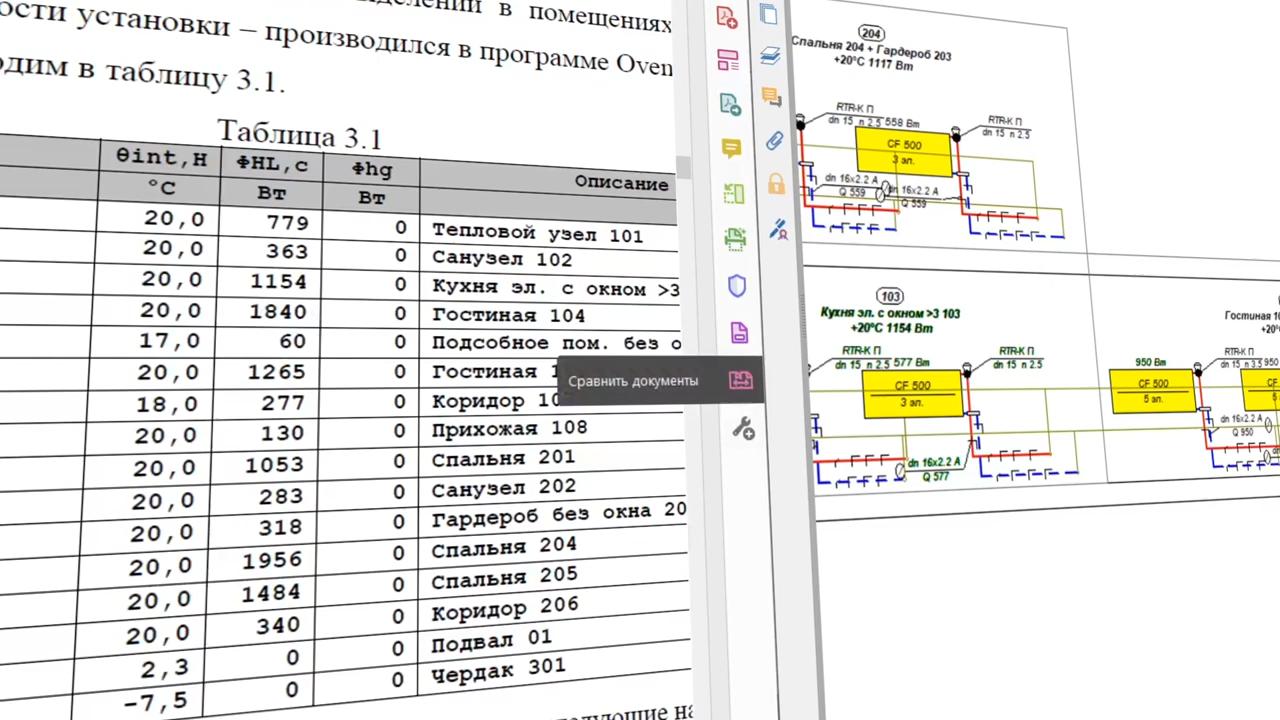 ости установки – производился в программе Oven
одим в таблицу 3.1.
Таблица 3.1
Θint,H ΦHL,c Φhg Описание
°C Вт Вт
20,0 779 0 Тепловой узел 101
20,0 363 0 Санузел 102
20,0 1154 0 Кухня эл. с окном >3
20,0 1840 0 Гостиная 104
17,0 60 0 Подсобное пом. без о
20,0 1265 0 Гостиная 1
18,0 277 0 Коридор 10
20,0 130 0 Прихожая 108
20,0 1053 0 Спальня 201
20,0 283 0 Санузел 202
20,0 318 0 Гардероб без окна 20
20,0 1956 0 Спальня 204
20,0 1484 0 Спальня 205
20,0 340 0 Коридор 206
2,3 0 0 Подвал 01
-7,5 0 0 Чердак 301
Сравнить документы
204
Спальня 204 + Гардероб 203
+20°C 1117 Вт
RTR-K П
dn 15 n 2.5 558 Вт
RTR-K П
dn 15 n 2.5
CF 500
3 эл.
dn 16x2.2 A
Q 559
dn 16x2.2 A
Q 559
103
Кухня эл. с окном >3 103
+20°C 1154 Вт
RTR-K П
dn 15 n 2.5 577 Вт
RTR-K П
dn 15 n 2.5
CF 500
3 эл.
dn 16x2.2 A
Q 577
Гостиная 10
+20°
950 Вт
RTR-K П
dn 15 n 3.5 950
CF 500
5 эл.
CF 5
5
dn 16x2.2 A
Q 950